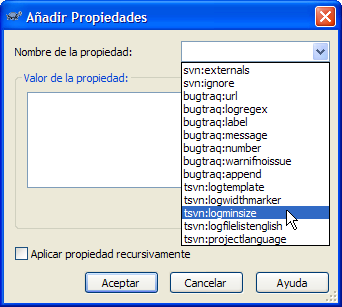 Añadir Propiedades
Nombre de la propiedad:
svn:externals
svn:ignore
bugtraq:url
bugtraq:logregex
bugtraq:label
bugtraq:message
bugtraq:number
bugtraq:warnifnoissue
bugtraq:append
tsvn:logtemplate
tsvn:logwidthmarker
tsvn:logminsize
tsvn:logfilelistenglish
tsvn:projectlanguage
Valor de la propiedad:
Aplicar propiedad recursivamente
Aceptar
Cancelar
Ayuda